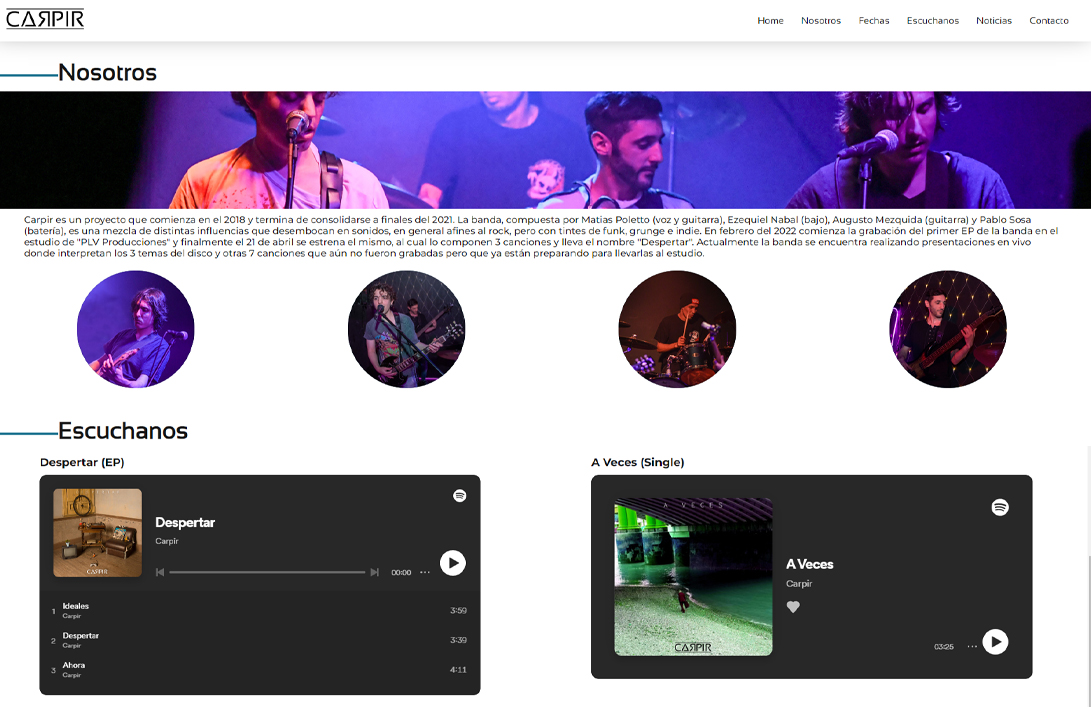 CARPIR
Home Nosotros Fechas Escuchanos Noticias Contacto
Nosotros
Carpir es un proyecto que comienza en el 2018 y termina de consolidarse a finales del 2021. La banda, compuesta por Matias Poletto (voz y guitarra), Ezequiel Nabal (bajo), Augusto Mezquida (guitarra) y Pablo Sosa
(batería), es una mezcla de distintas influencias que desembocan en sonidos, en general afines al rock, pero con tintes de funk, grunge e indie. En febrero del 2022 comienza la grabación del primer EP de la banda en el
estudio de "PLV Producciones" y finalmente el 21 de abril se estrena el mismo, al cual lo componen 3 canciones y lleva el nombre "Despertar". Actualmente la banda se encuentra realizando presentaciones en vivo
donde interpretan los 3 temas del disco y otras 7 canciones que aún no fueron grabadas pero que ya están preparando para llevarlas al estudio.
Escuchanos
Despertar (EP)
CARPIR
Despertar
Carpir
00:00 ...
1 Ideales 3:59
Carpir
2 Despertar 3:39
Carpir
3 Ahora 4:11
Carpir
A Veces (Single)
A VECES
CARPIR
A Veces
Carpir
03:25 ...